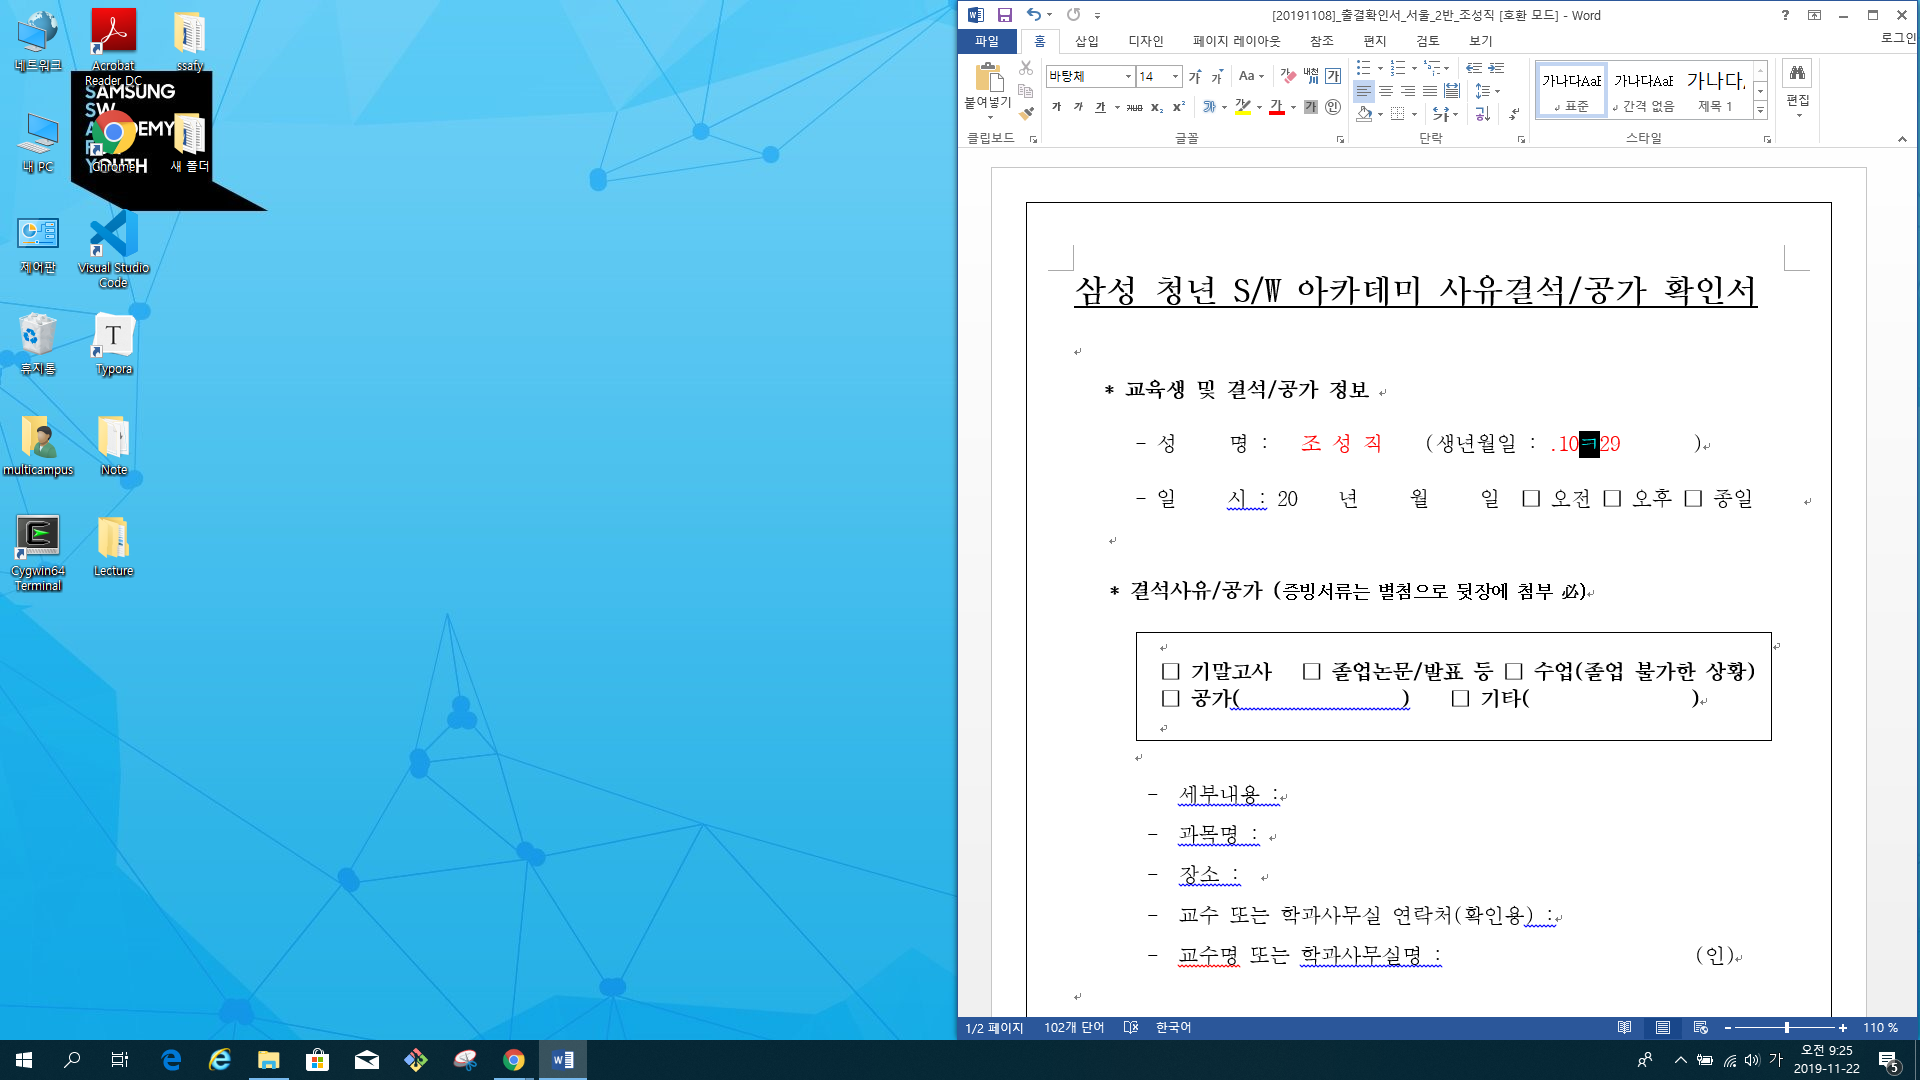 네트워크
Acrobat
Reader DC
ssafy
SAMSUNG
SW
YOUTH
내 PC
Chrome
새 폴더
제어판
Visual Studio
Code
휴지통
Typora
multicampus
Note
Cygwin64
Terminal
Lecture
[20191108]_출결확인서_서울_2반_조성직 [호환 모드] - Word
파일 홈 삽입 디자인 페이지 레이아웃 참조 편지 검토 보기
로그인
붙여넣기
바탕체 14
가나다AaB
표준
가나다AaB
간격 없음
가나다
제목 1
편집
클립보드 글꼴 단락 스타일
삼성 청년 S/W 아카데미 사유결석/공가 확인서
* 교육생 및 결석/공가 정보
- 성 명 : 조 성 직 (생년월일 : .10ㅋ29 )
- 일 시 : 20 년 월 일 □ 오전 □ 오후 □ 종일
* 결석사유/공가 (증빙서류는 별첨으로 뒷장에 첨부 必)
□ 기말고사 □ 졸업논문/발표 등 □ 수업(졸업 불가한 상황)
□ 공가( ) □ 기타( )
- 세부내용 :
- 과목명 :
- 장소 :
- 교수 또는 학과사무실 연락처(확인용) :
- 교수명 또는 학과사무실명 : (인)
1/2 페이지 102개 단어 한국어
110 %
가
오전 9:25
2019-11-22
5